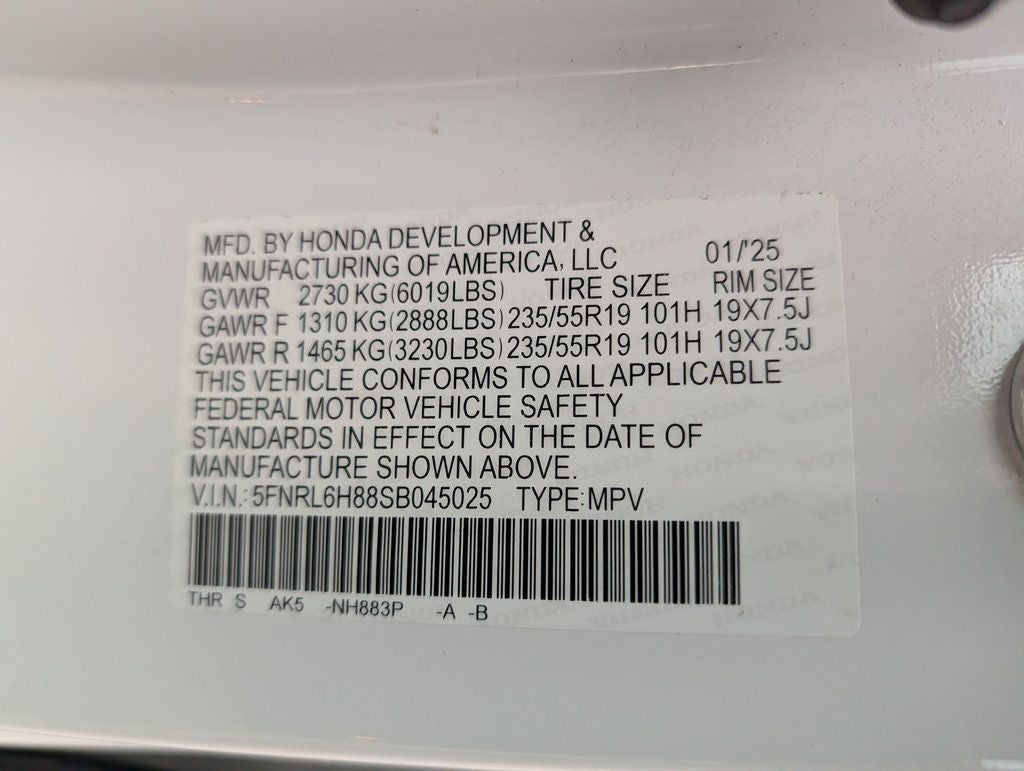 MFD. BY HONDA DEVELOPMENT &
MANUFACTURING OF AMERICA, LLC 01/'25
GVWR 2730 KG(6019LBS) TIRE SIZE RIM SIZE
GAWR F 1310 KG(2888LBS) 235/55R19 101H 19X7.5J
GAWR R 1465 KG(3230LBS) 235/55R19 101H 19X7.5J
THIS VEHICLE CONFORMS TO ALL APPLICABLE
FEDERAL MOTOR VEHICLE SAFETY
STANDARDS IN EFFECT ON THE DATE OF
MANUFACTURE SHOWN ABOVE.
V.I.N.: 5FNRL6H88SB045025 TYPE:MPV
THR S AK5 -NH883P -A -B